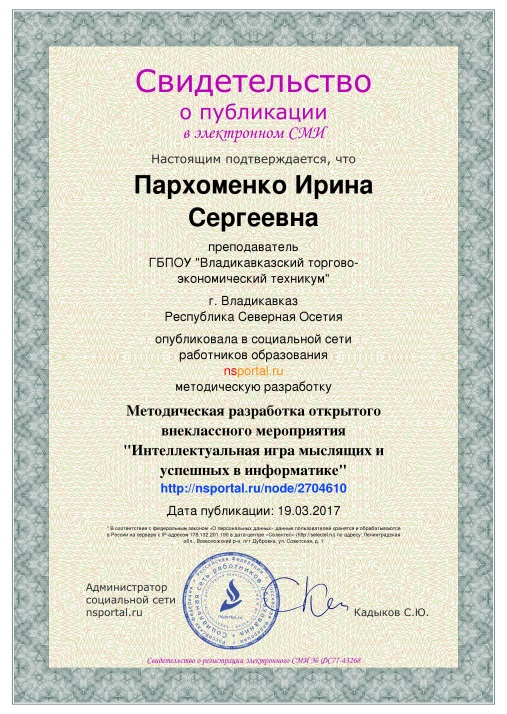 Свидетельство
о публикации
в электронном СМИ
Настоящим подтверждается, что
Пархоменко Ирина
Сергеевна
преподаватель
ГБПОУ "Владикавказский торгово-
экономический техникум"
г. Владикавказ
Республика Северная Осетия
опубликовала в социальной сети
работников образования
nsportal.ru
методическую разработку
Методическая разработка открытого
внеклассного мероприятия
"Интеллектуальная игра мыслящих и
успешных в информатике"
http://nsportal.ru/node/2704610
Дата публикации: 19.03.2017
* В соответствии с федеральным законом «О персональных данных» данные пользователей хранятся и обрабатываются
в России на сервере с IP-адресом 178.132.201.100 в дата-центре «Селектел» (http://selectel.ru) по адресу: Ленинградская
обл., Всеволожский р-н, пгт Дубровка, ул. Советская, д. 1
Администратор
социальной сети
nsportal.ru
Кадыков С.Ю.
nsportal.ru
Свидетельство о регистрации электронного СМИ № ФС77-43268